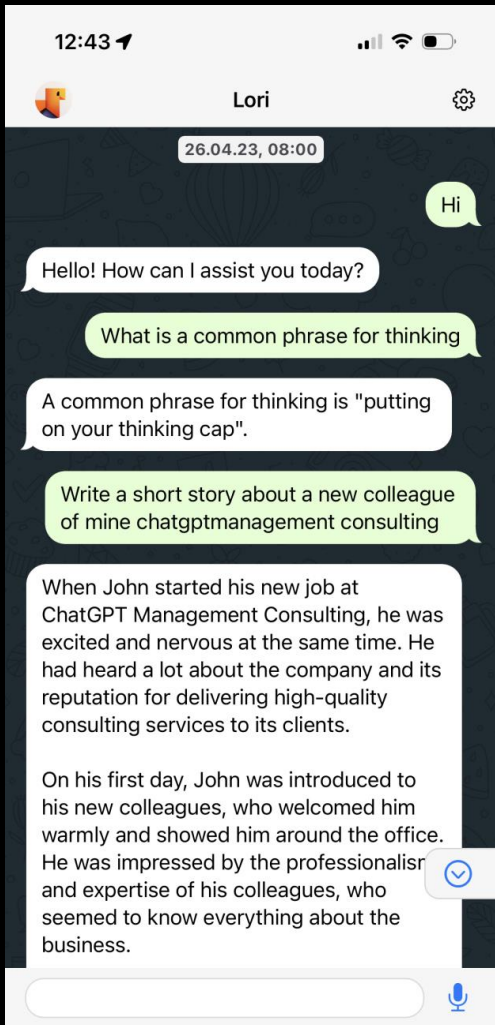 12:43
Lori
26.04.23, 08:00
Hi
Hello! How can I assist you today?
What is a common phrase for thinking
A common phrase for thinking is "putting
on your thinking cap".
Write a short story about a new colleague
of mine chatgptmanagement consulting
When John started his new job at
ChatGPT Management Consulting, he was
excited and nervous at the same time. He
had heard a lot about the company and its
reputation for delivering high-quality
consulting services to its clients.
On his first day, John was introduced to
his new colleagues, who welcomed him
warmly and showed him around the office.
He was impressed by the professionalism
and expertise of his colleagues, who
seemed to know everything about the
business.